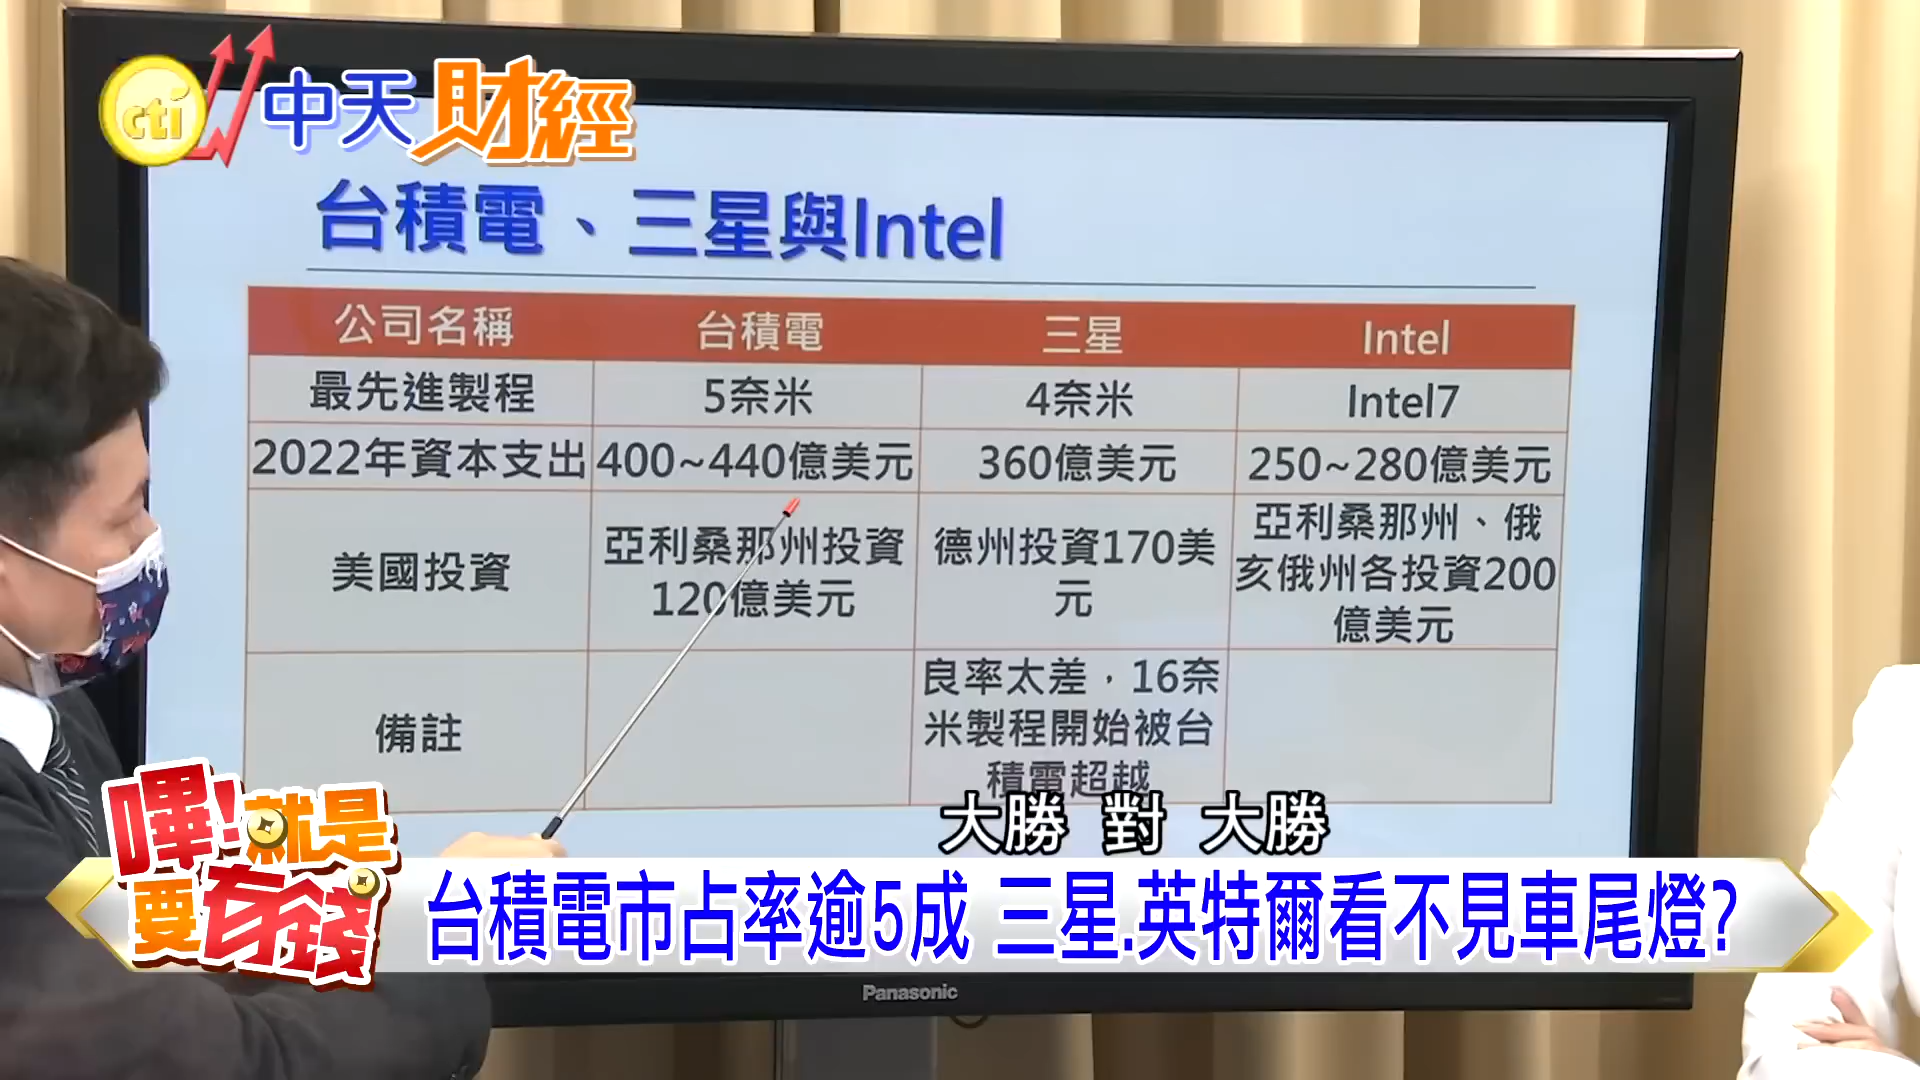 cti 中天財經
台積電、三星與Intel
公司名稱 台積電 三星 Intel
最先進製程 5奈米 4奈米 Intel7
2022年資本支出 400~440億美元 360億美元 250~280億美元
美國投資
亞利桑那州投資
120億美元
德州投資170美
元
亞利桑那州、俄
亥俄州各投資200
億美元
備註
良率太差，16奈
米製程開始被台
積電超越
大勝 對 大勝
嗶!就是
要有錢
台積電市占率逾5成 三星.英特爾看不見車尾燈?
Panasonic